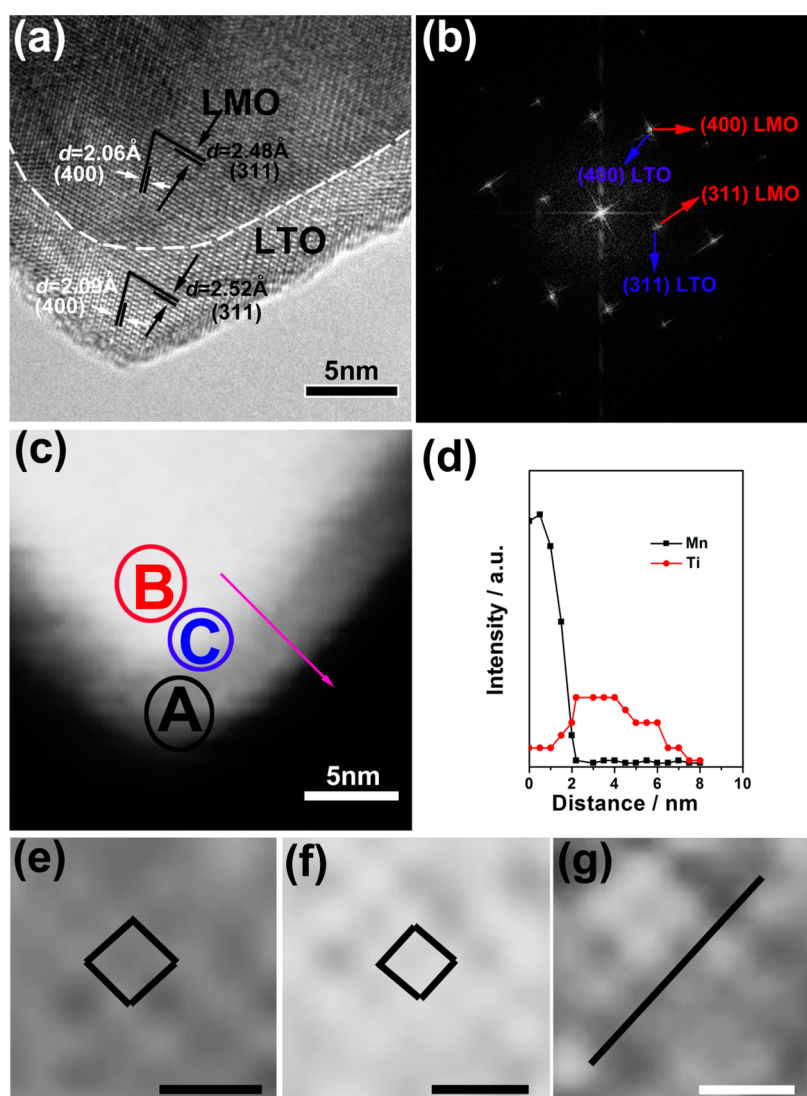 (a)
LMO
d=2.06Å
(400)
d=2.48Å
(311)
LTO
d=2.09Å
(400)
d=2.52Å
(311)
5nm
(b)
(400) LMO
(400) LTO
(311) LMO
(311) LTO
(c)
B
C
A
5nm
(d)
Intensity / a.u.
Mn
Ti
0 2 4 6 8 10
Distance / nm
(e)
(f)
(g)